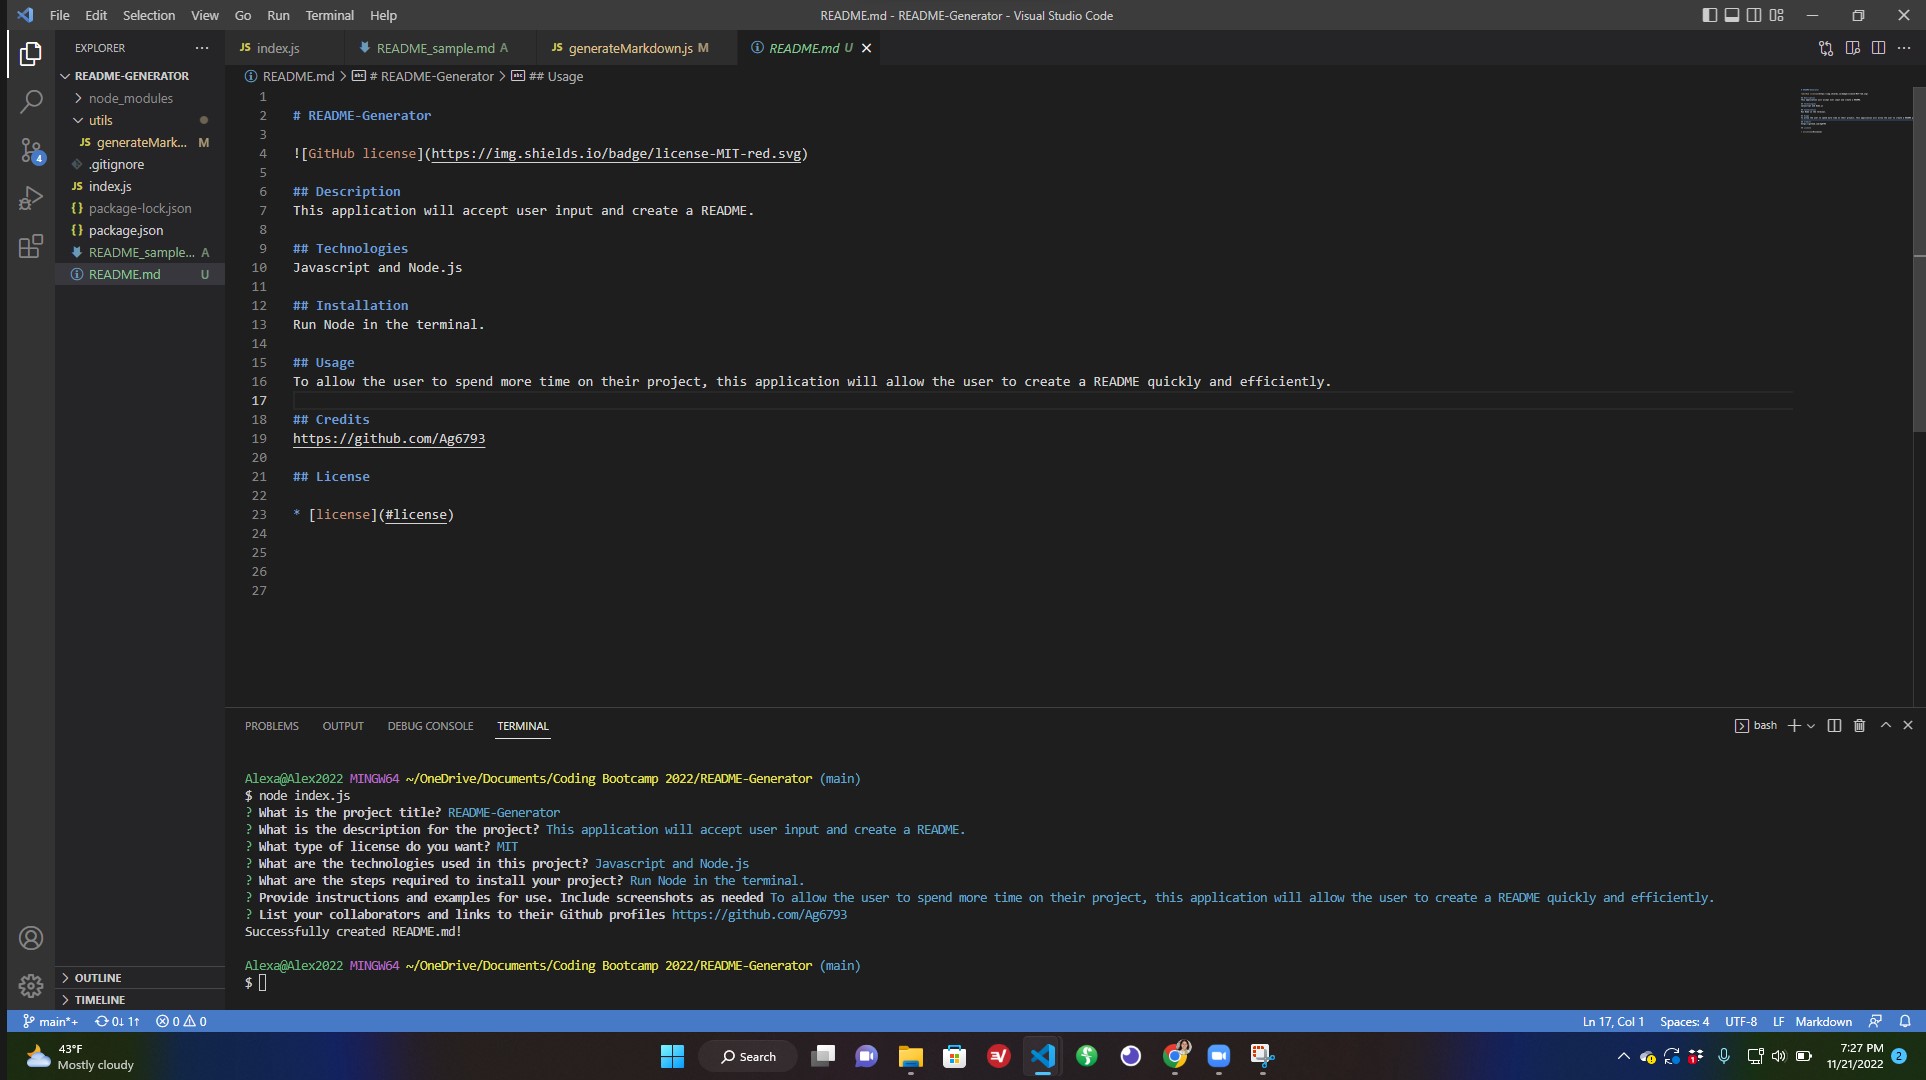 File Edit Selection View Go Run Terminal Help
README.md - README-Generator - Visual Studio Code
EXPLORER
JS index.js
README_sample.md A
JS generateMarkdown.js M
README.md U
README-GENERATOR
README.md > # README-Generator > ## Usage
node_modules
utils
JS generateMark... M
.gitignore
JS index.js
{} package-lock.json
{} package.json
README_sample... A
README.md U
4
1
2 # README-Generator
3
4 ![GitHub license](https://img.shields.io/badge/license-MIT-red.svg)
5
6 ## Description
7 This application will accept user input and create a README.
8
9 ## Technologies
10 Javascript and Node.js
11
12 ## Installation
13 Run Node in the terminal.
14
15 ## Usage
16 To allow the user to spend more time on their project, this application will allow the user to create a README quickly and efficiently.
17
18 ## Credits
19 https://github.com/Ag6793
20
21 ## License
22
23 * [license](#license)
24
25
26
27
PROBLEMS OUTPUT DEBUG CONSOLE TERMINAL
bash
Alexa@Alex2022 MINGW64 ~/OneDrive/Documents/Coding Bootcamp 2022/README-Generator (main)
$ node index.js
? What is the project title? README-Generator
? What is the description for the project? This application will accept user input and create a README.
? What type of license do you want? MIT
? What are the technologies used in this project? Javascript and Node.js
? What are the steps required to install your project? Run Node in the terminal.
? Provide instructions and examples for use. Include screenshots as needed To allow the user to spend more time on their project, this application will allow the user to create a README quickly and efficiently.
? List your collaborators and links to their Github profiles https://github.com/Ag6793
Successfully created README.md!
Alexa@Alex2022 MINGW64 ~/OneDrive/Documents/Coding Bootcamp 2022/README-Generator (main)
$
OUTLINE
TIMELINE
main*+ 0↓ 1↑ 0 0
Ln 17, Col 1 Spaces: 4 UTF-8 LF Markdown
43°F
Mostly cloudy
Search
7:27 PM
11/21/2022
2